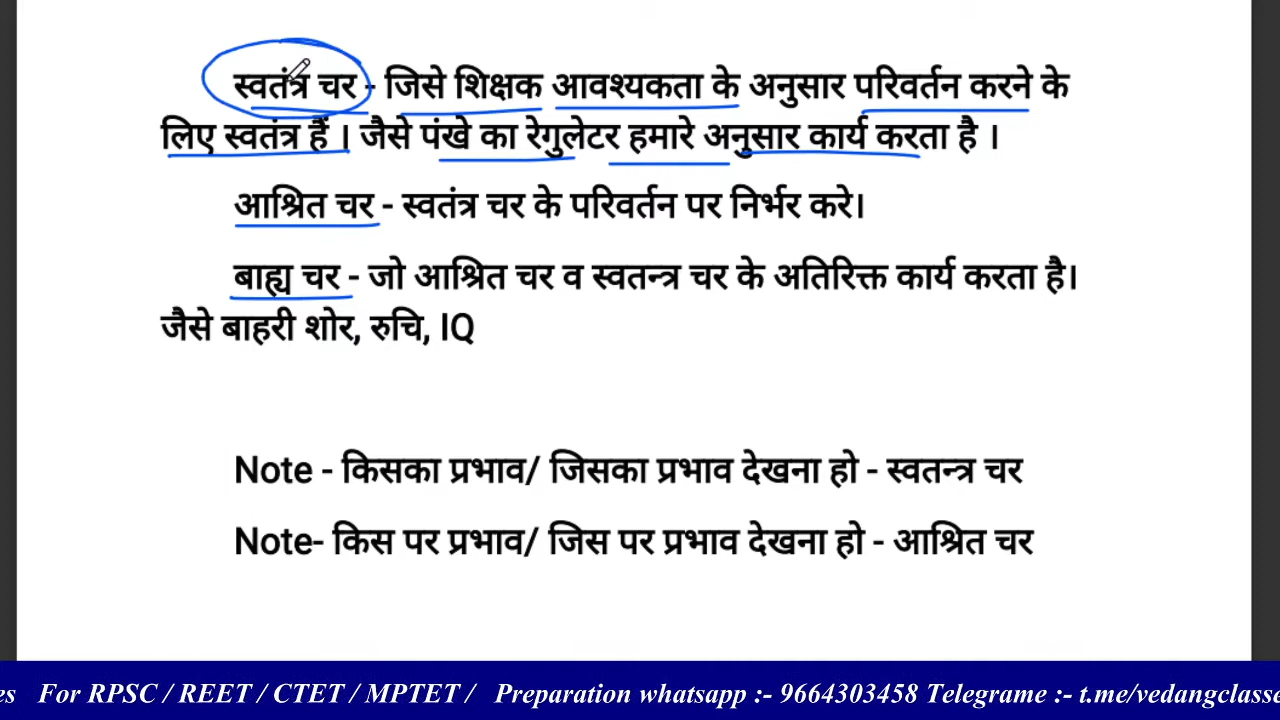 स्वतंत्र चर - जिसे शिक्षक आवश्यकता के अनुसार परिवर्तन करने के
लिए स्वतंत्र हैं । जैसे पंखे का रेगुलेटर हमारे अनुसार कार्य करता है ।
आश्रित चर - स्वतंत्र चर के परिवर्तन पर निर्भर करे।
बाह्य चर - जो आश्रित चर व स्वतन्त्र चर के अतिरिक्त कार्य करता है।
जैसे बाहरी शोर, रुचि, IQ
Note - किसका प्रभाव/ जिसका प्रभाव देखना हो - स्वतन्त्र चर
Note- किस पर प्रभाव/ जिस पर प्रभाव देखना हो - आश्रित चर
es For RPSC / REET / CTET / MPTET / Preparation whatsapp :- 9664303458 Telegrame :- t.me/vedangclasse